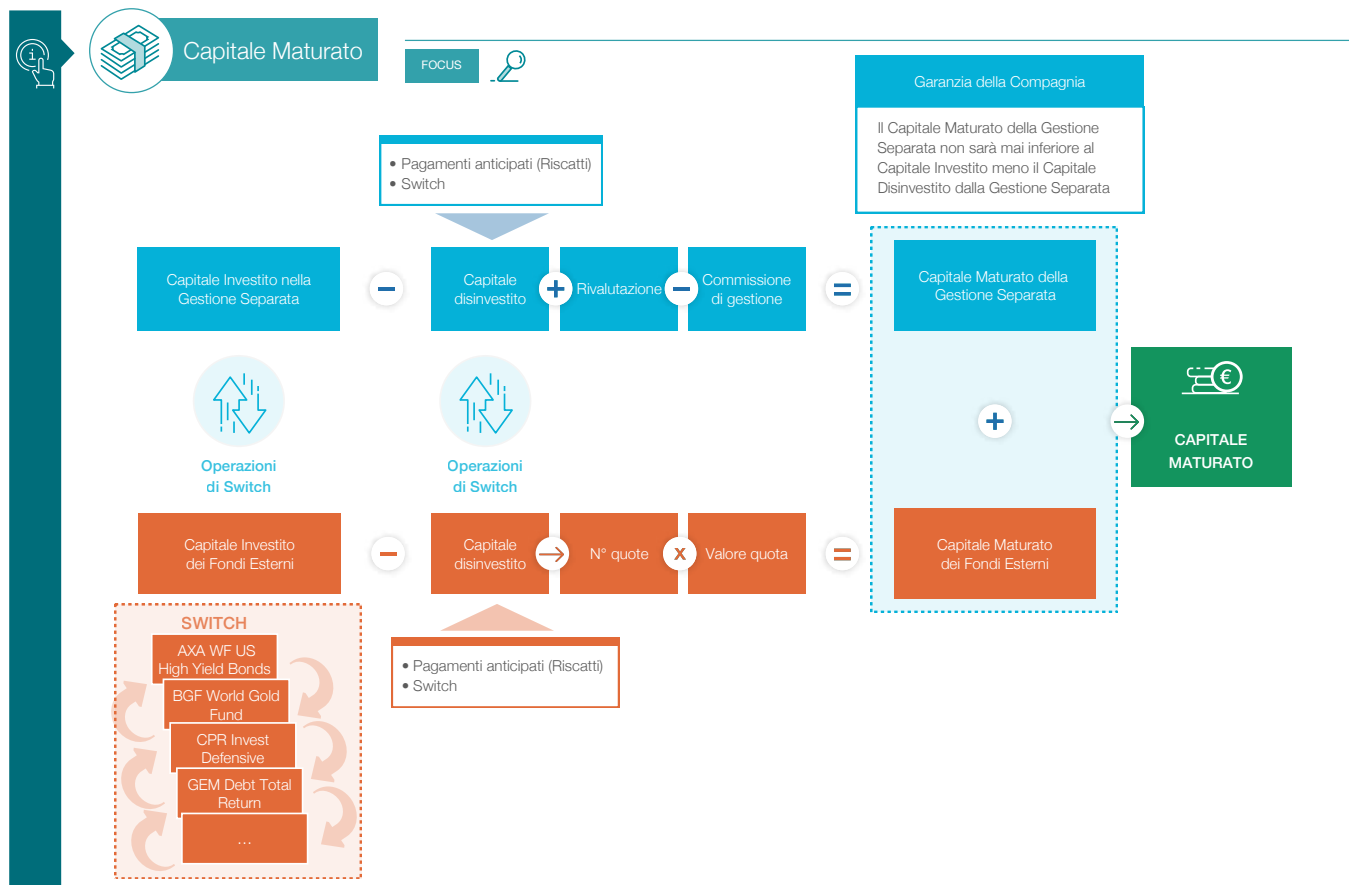 Capitale Maturato
FOCUS
Garanzia della Compagnia
Il Capitale Maturato della Gestione
Separata non sarà mai inferiore al
Capitale Investito meno il Capitale
Disinvestito dalla Gestione Separata
• Pagamenti anticipati (Riscatti)
• Switch
Capitale Investito nella
Gestione Separata
−
Capitale
disinvestito
+
Rivalutazione
−
Commissione
di gestione
=
Capitale Maturato della
Gestione Separata
Operazioni
di Switch
Operazioni
di Switch
+
→
€
CAPITALE
MATURATO
Capitale Investito
dei Fondi Esterni
−
Capitale
disinvestito
→
N° quote
x
Valore quota
=
Capitale Maturato
dei Fondi Esterni
SWITCH
AXA WF US
High Yield Bonds
BGF World Gold
Fund
CPR Invest
Defensive
GEM Debt Total
Return
...
• Pagamenti anticipati (Riscatti)
• Switch